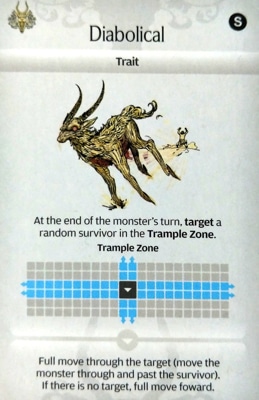 Diabolical
S
Trait
At the end of the monster's turn, target a
random survivor in the Trample Zone.
Trample Zone
Full move through the target (move the
monster through and past the survivor).
If there is no target, full move foward.